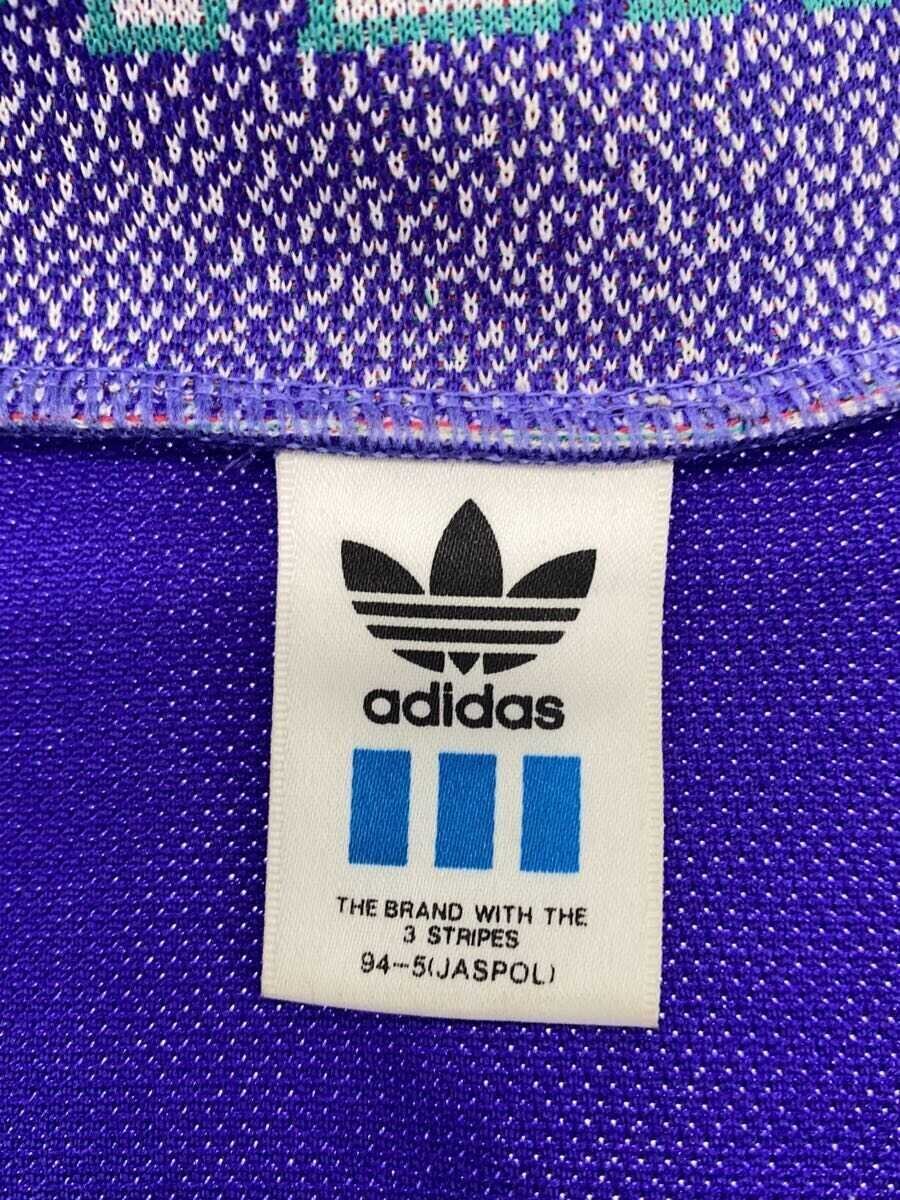 adidas
THE BRAND WITH THE
3 STRIPES
94-5(JASPOL)